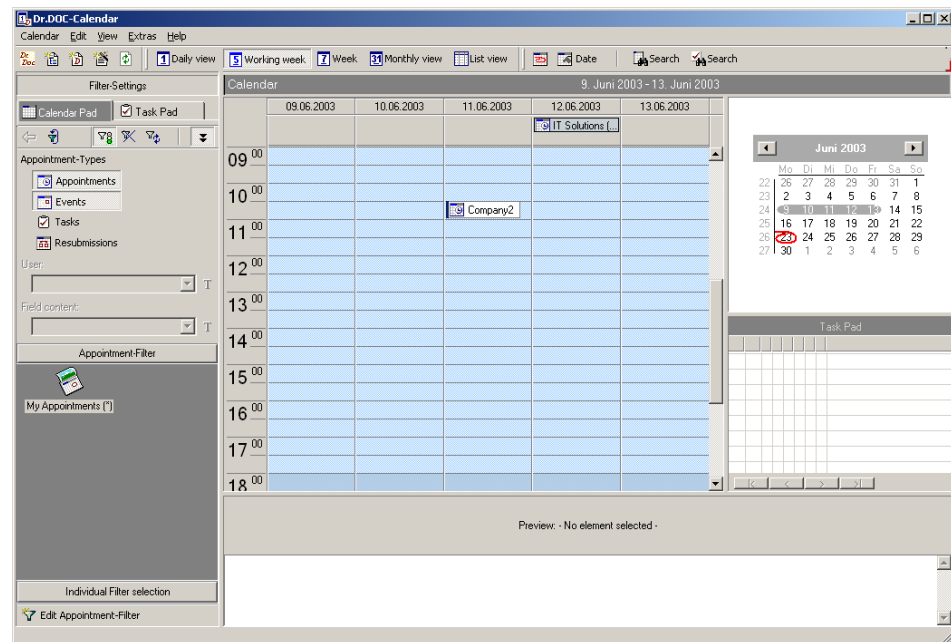 Dr.DOC-Calendar
Calendar Edit View Extras Help
Dr. Doc 1 Daily view 5 Working week 7 Week 31 Monthly view List view Date Search Search
Filter-Settings
Calendar Pad Task Pad
Appointment-Types
Appointments
Events
Tasks
Resubmissions
User:
T
Field content:
T
Appointment-Filter
My Appointments (*)
Individual Filter selection
Edit Appointment-Filter
Calendar 9. Juni 2003 - 13. Juni 2003
09.06.2003 10.06.2003 11.06.2003 12.06.2003 13.06.2003
IT Solutions (...
09 00
10 00
Company2
11 00
12 00
13 00
14 00
15 00
16 00
17 00
18 00
Juni 2003
Mo Di Mi Do Fr Sa So
22 26 27 28 29 30 31 1
23 2 3 4 5 6 7 8
24 9 10 11 12 13 14 15
25 16 17 18 19 20 21 22
26 23 24 25 26 27 28 29
27 30 1 2 3 4 5 6
Task Pad
Preview: - No element selected -